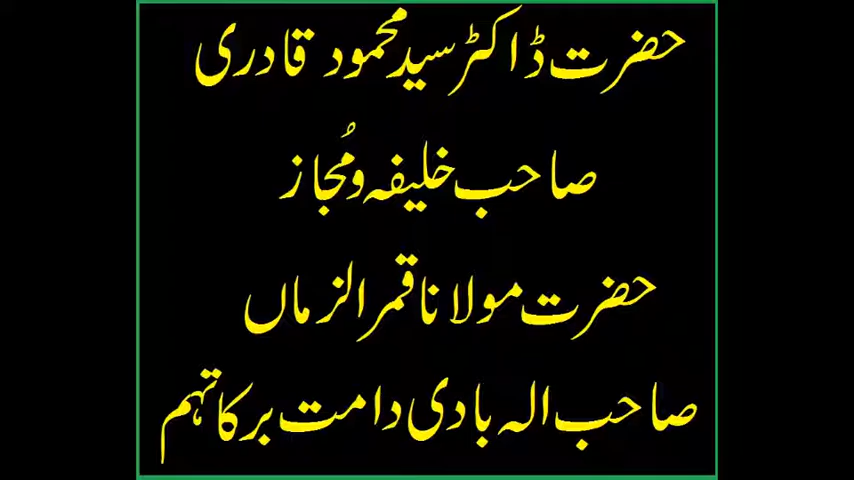 حضرت ڈاکٹر سید محمود قادری
صاحب خلیفہ ومُجاز
حضرت مولانا قمر الزماں
صاحب الہ بادی دامت برکاتہم